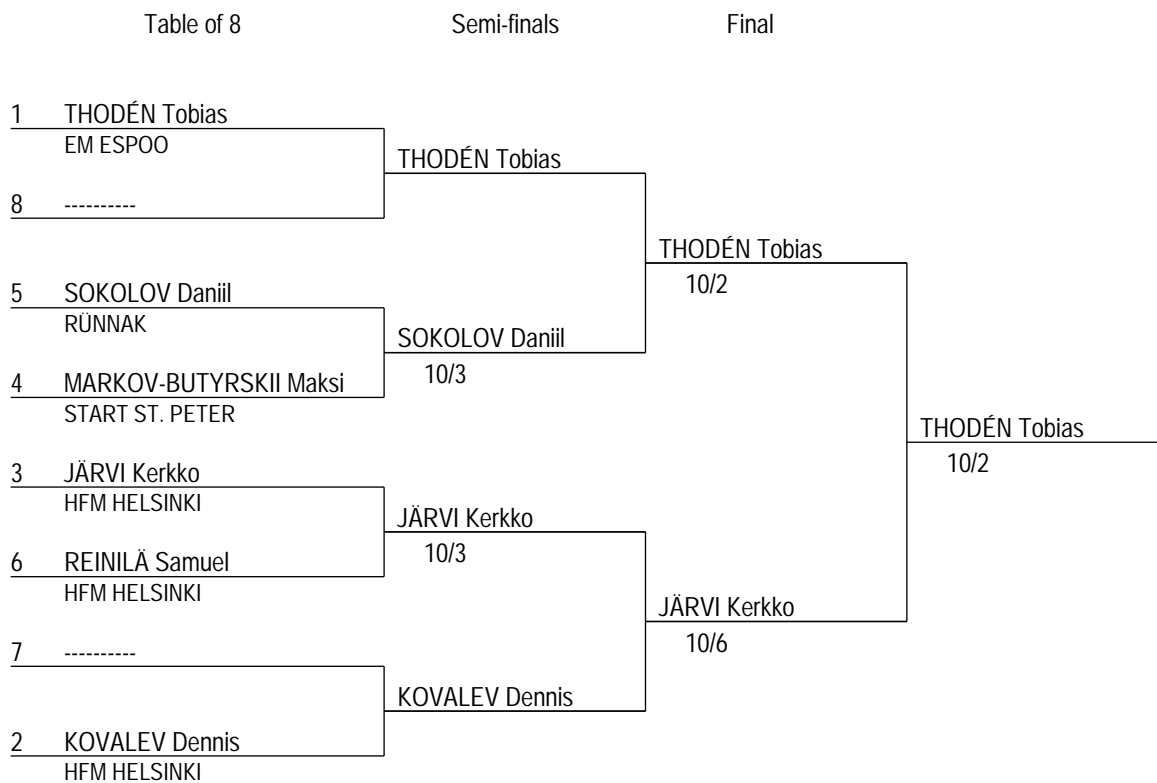 Table of 8 Semi-finals Final
1 THODÉN Tobias
EM ESPOO
THODÉN Tobias
8 ----------
THODÉN Tobias
10/2
5 SOKOLOV Daniil
RÜNNAK
SOKOLOV Daniil
10/3
4 MARKOV-BUTYRSKII Maksi
START ST. PETER
THODÉN Tobias
10/2
3 JÄRVI Kerkko
HFM HELSINKI
JÄRVI Kerkko
10/3
6 REINILÄ Samuel
HFM HELSINKI
JÄRVI Kerkko
10/6
7 ----------
KOVALEV Dennis
2 KOVALEV Dennis
HFM HELSINKI